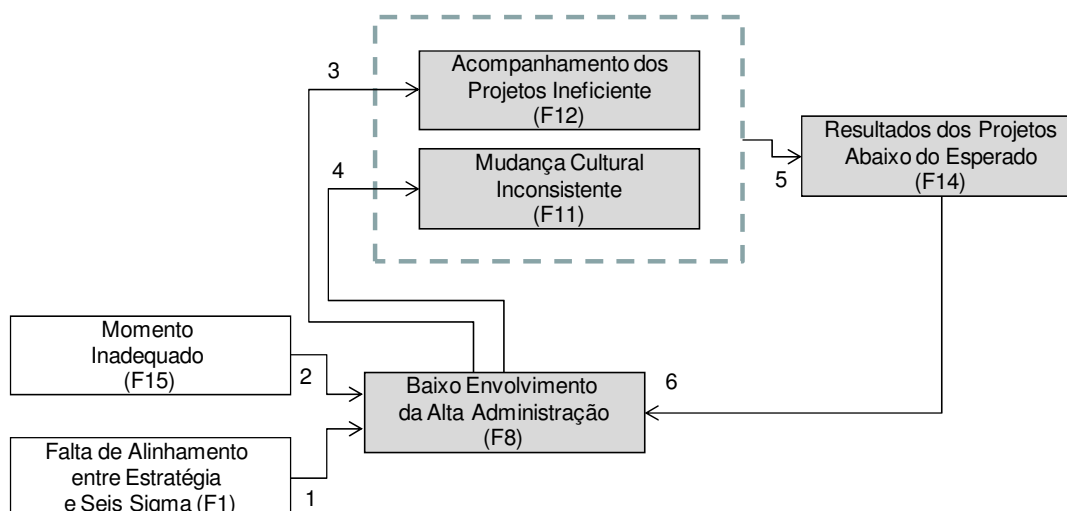 3
Acompanhamento dos
Projetos Ineficiente
(F12)
4
Mudança Cultural
Inconsistente
(F11)
5
Resultados dos Projetos
Abaixo do Esperado
(F14)
Momento
Inadequado
(F15)
2
Baixo Envolvimento
da Alta Administração
(F8)
6
Falta de Alinhamento
entre Estratégia
e Seis Sigma (F1)
1